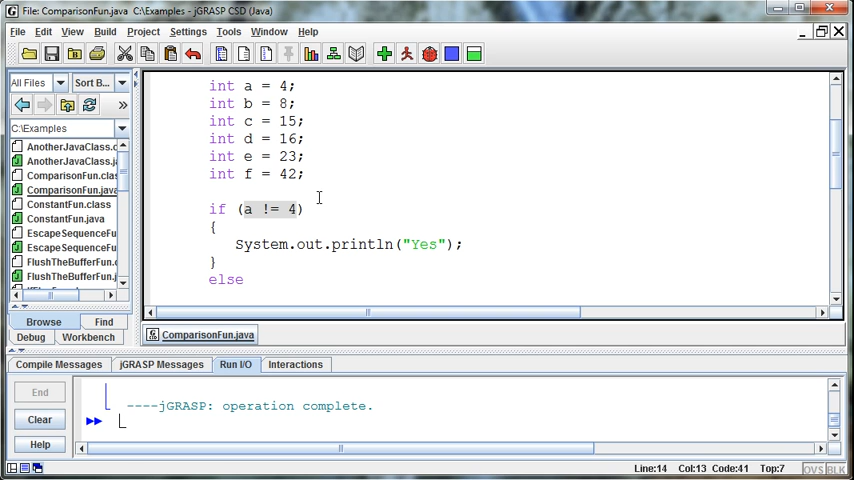 File: ComparisonFun.java C:\Examples - jGRASP CSD (Java)
File Edit View Build Project Settings Tools Window Help
All Files Sort B...
C:\Examples
AnotherJavaClass.c
AnotherJavaClass.ja
ComparisonFun.clas
ComparisonFun.java
ConstantFun.class
ConstantFun.java
EscapeSequenceFu
EscapeSequenceFu
FlushTheBufferFun.c
FlushTheBufferFun.j
Browse Find
Debug Workbench
int a = 4;
int b = 8;
int c = 15;
int d = 16;
int e = 23;
int f = 42;
if (a != 4)
{
System.out.println("Yes");
}
else
ComparisonFun.java
Compile Messages jGRASP Messages Run I/O Interactions
End
Clear
Help
----jGRASP: operation complete.
Line:14 Col:13 Code:41 Top:7 OVS BLK